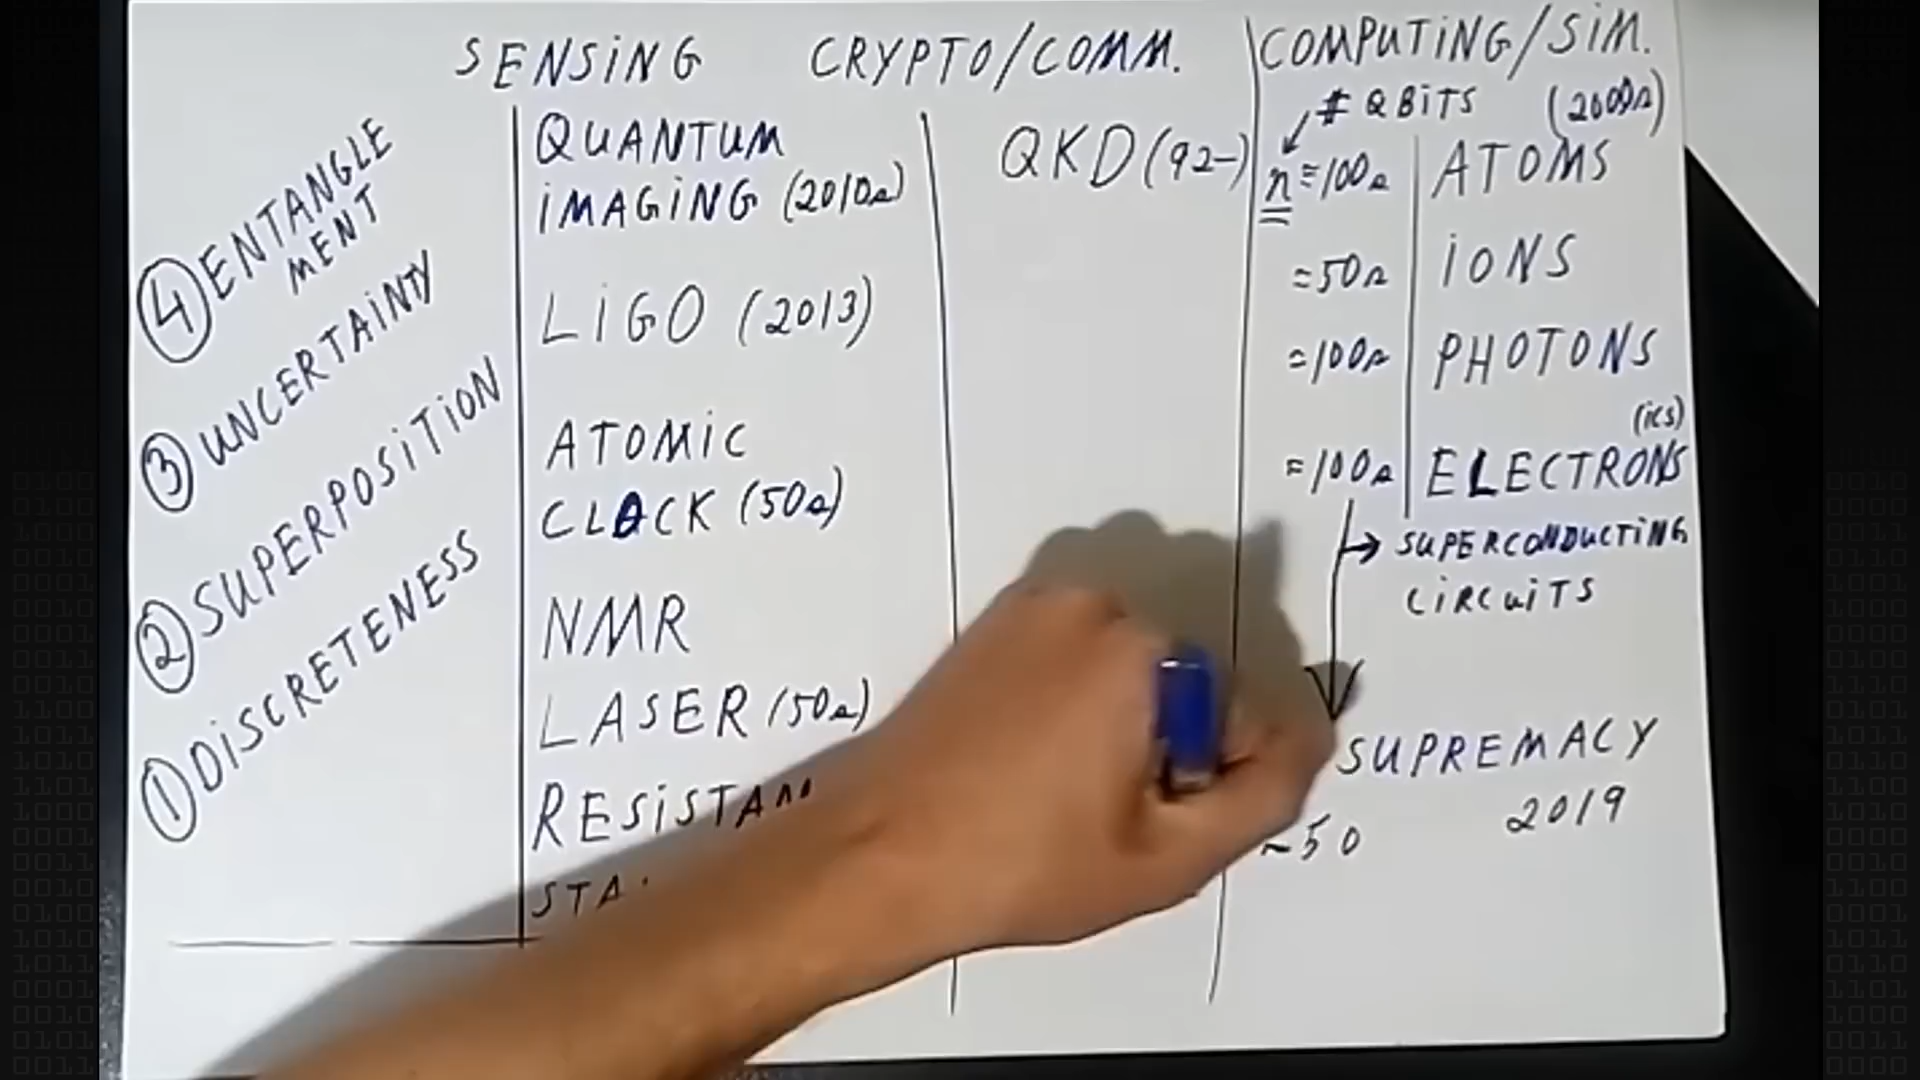 SENSING CRYPTO/COMM. COMPUTING/SIM.
# QBITS (2000s)
④ ENTANGLE
MENT
③ UNCERTAINTY
② SUPERPOSITION
① DISCRETENESS
QUANTUM
IMAGING (2010s)
LIGO (2013)
ATOMIC
CLOCK (50s)
NMR
LASER (50s)
QKD (92-)
n ≈100s ATOMS
=50s IONS
=100s PHOTONS
(ics)
≈100s ELECTRONS
→ SUPERCONDUCTING
CIRCUITS
SUPREMACY
~50 2019